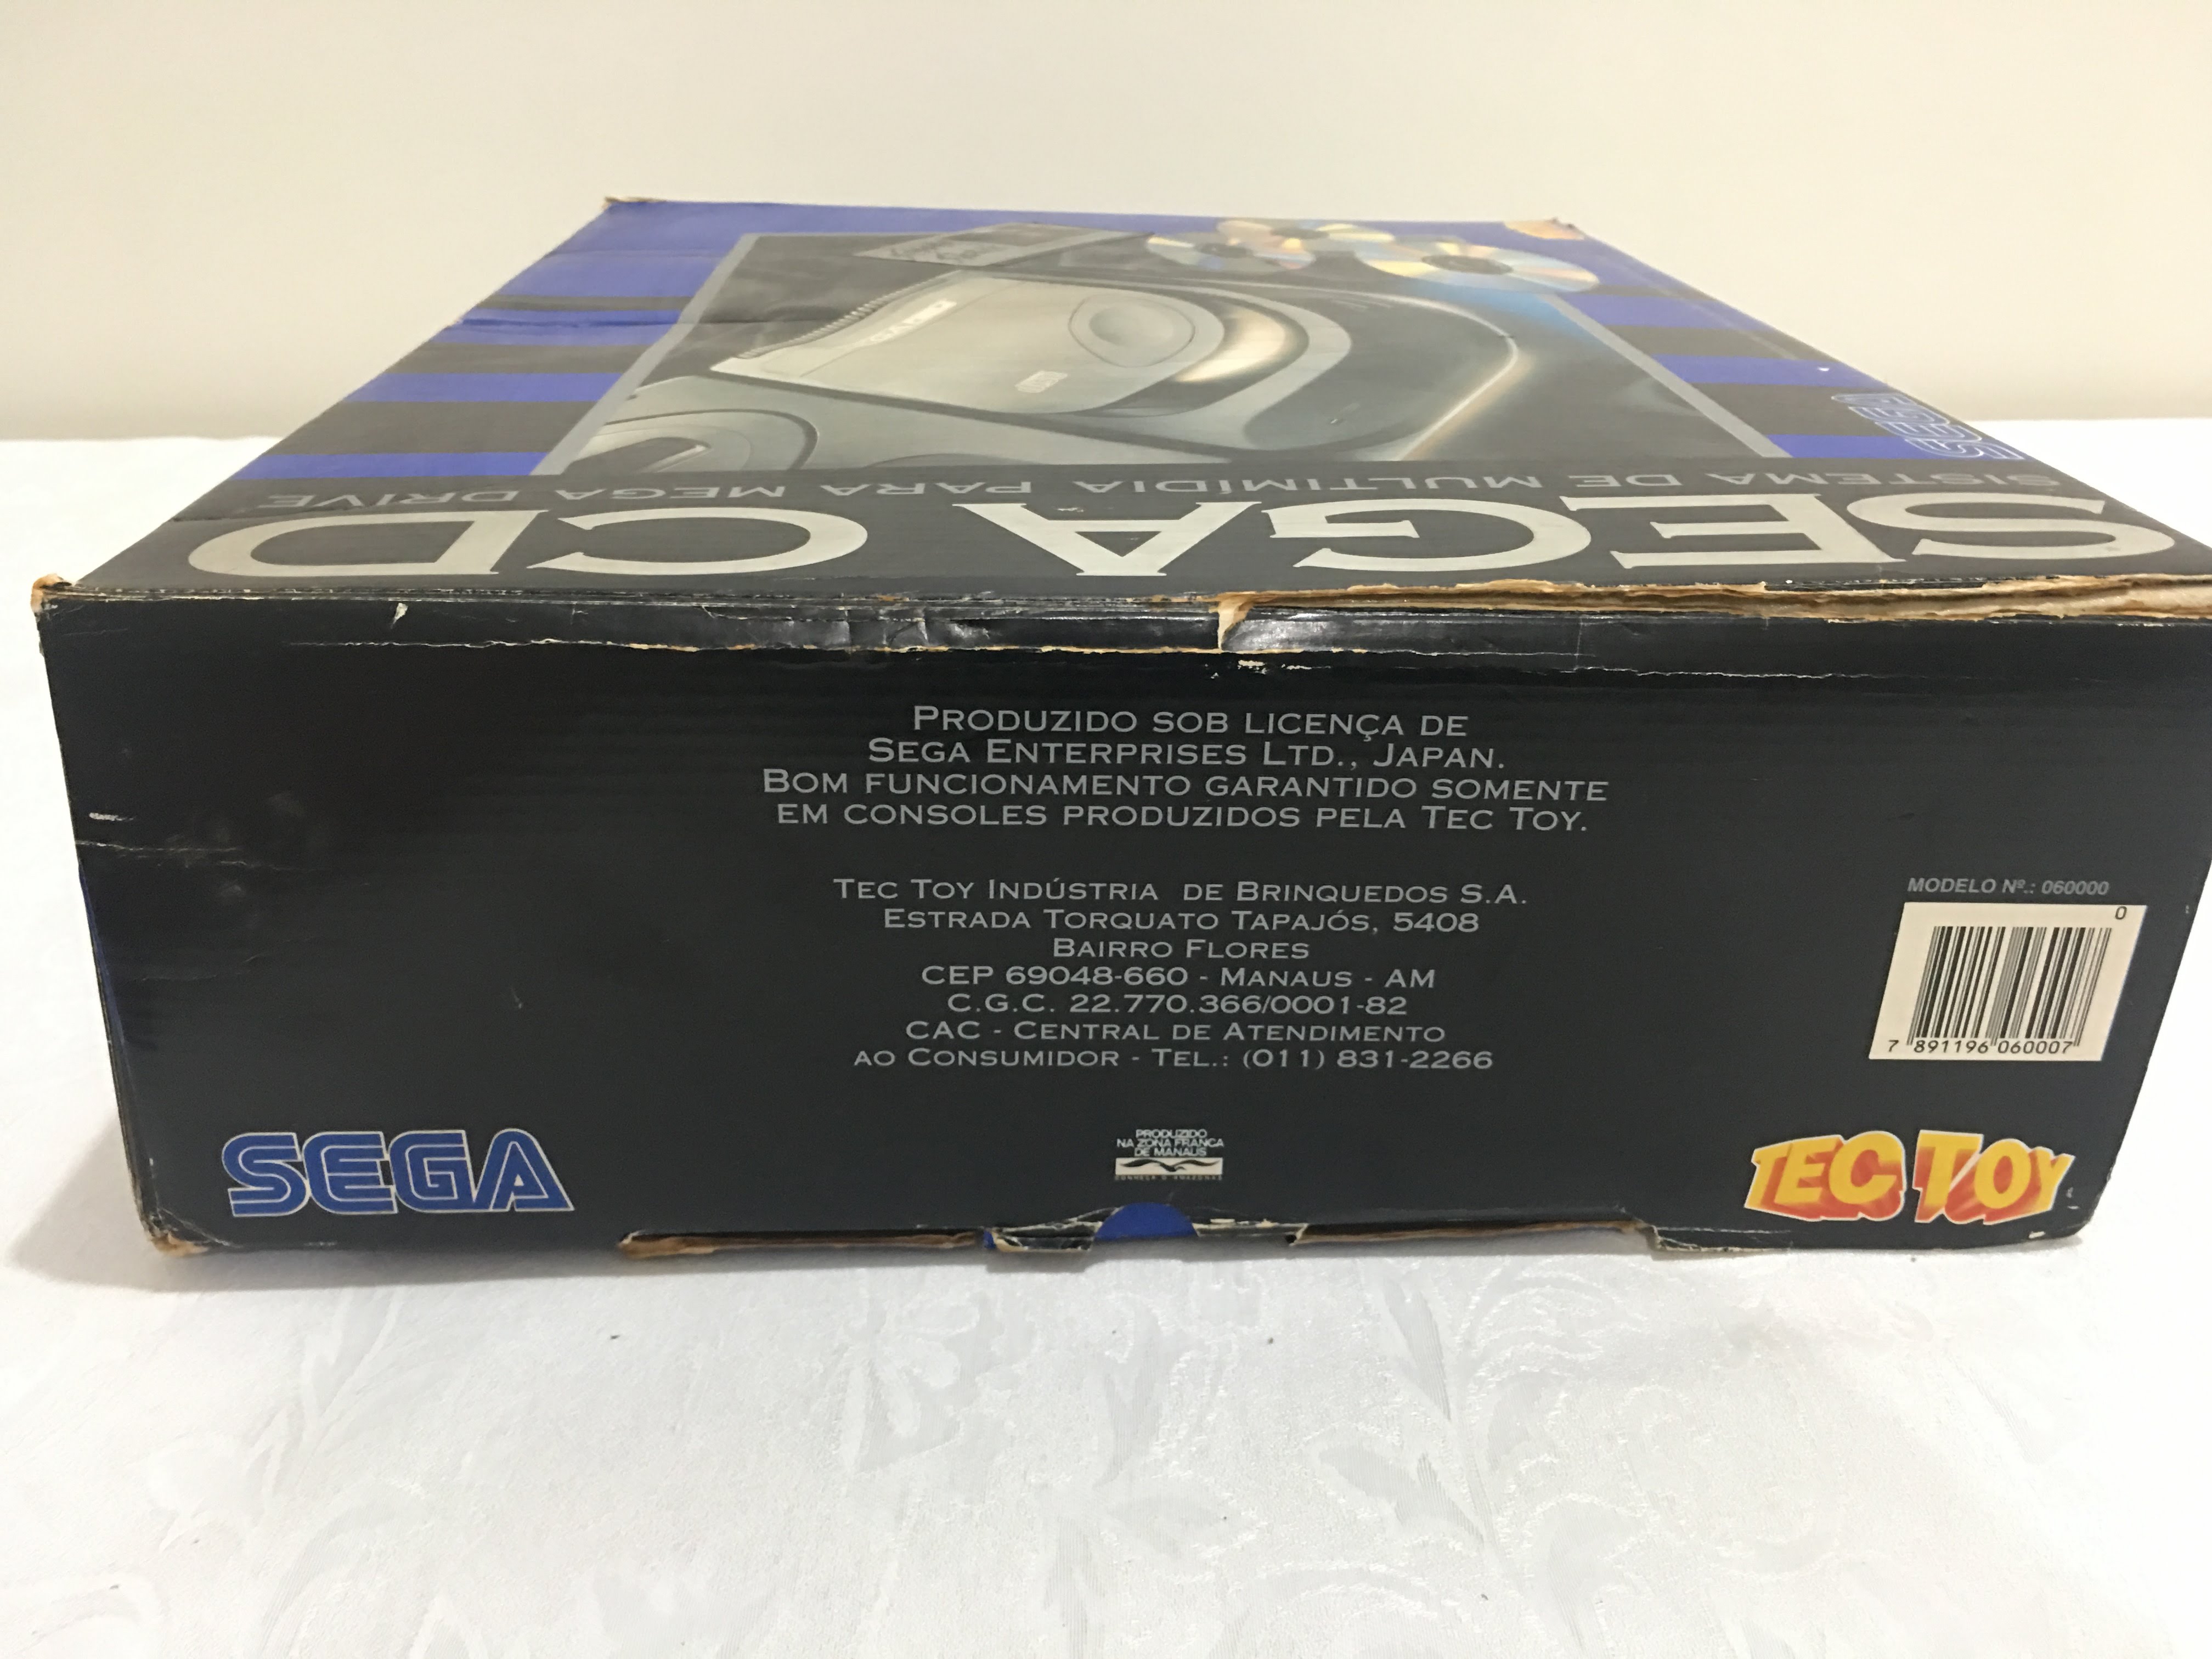 SEGA
SISTEMA DE MULTIMÍDIA PARA MEGA DRIVE
SEGA CD
PRODUZIDO SOB LICENÇA DE
SEGA ENTERPRISES LTD., JAPAN.
BOM FUNCIONAMENTO GARANTIDO SOMENTE
EM CONSOLES PRODUZIDOS PELA TEC TOY.
TEC TOY INDÚSTRIA DE BRINQUEDOS S.A.
ESTRADA TORQUATO TAPAJÓS, 5408
BAIRRO FLORES
CEP 69048-660 - MANAUS - AM
C.G.C. 22.770.366/0001-82
CAC - CENTRAL DE ATENDIMENTO
AO CONSUMIDOR - TEL.: (011) 831-2266
MODELO Nº.: 060000
0
7 891196 060007
SEGA
PRODUZIDO
NA ZONA FRANCA
DE MANAUS
CONHEÇA O AMAZONAS
TEC TOY